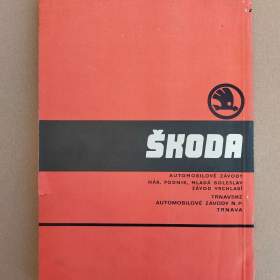 ŠKODA
AUTOMOBILOVÉ ZÁVODY
NÁR. PODNIK, MLADÁ BOLESLAV
ZÁVOD VRCHLABÍ
TRNAVSKÉ
AUTOMOBILOVÉ ZÁVODY N.P.
TRNAVA